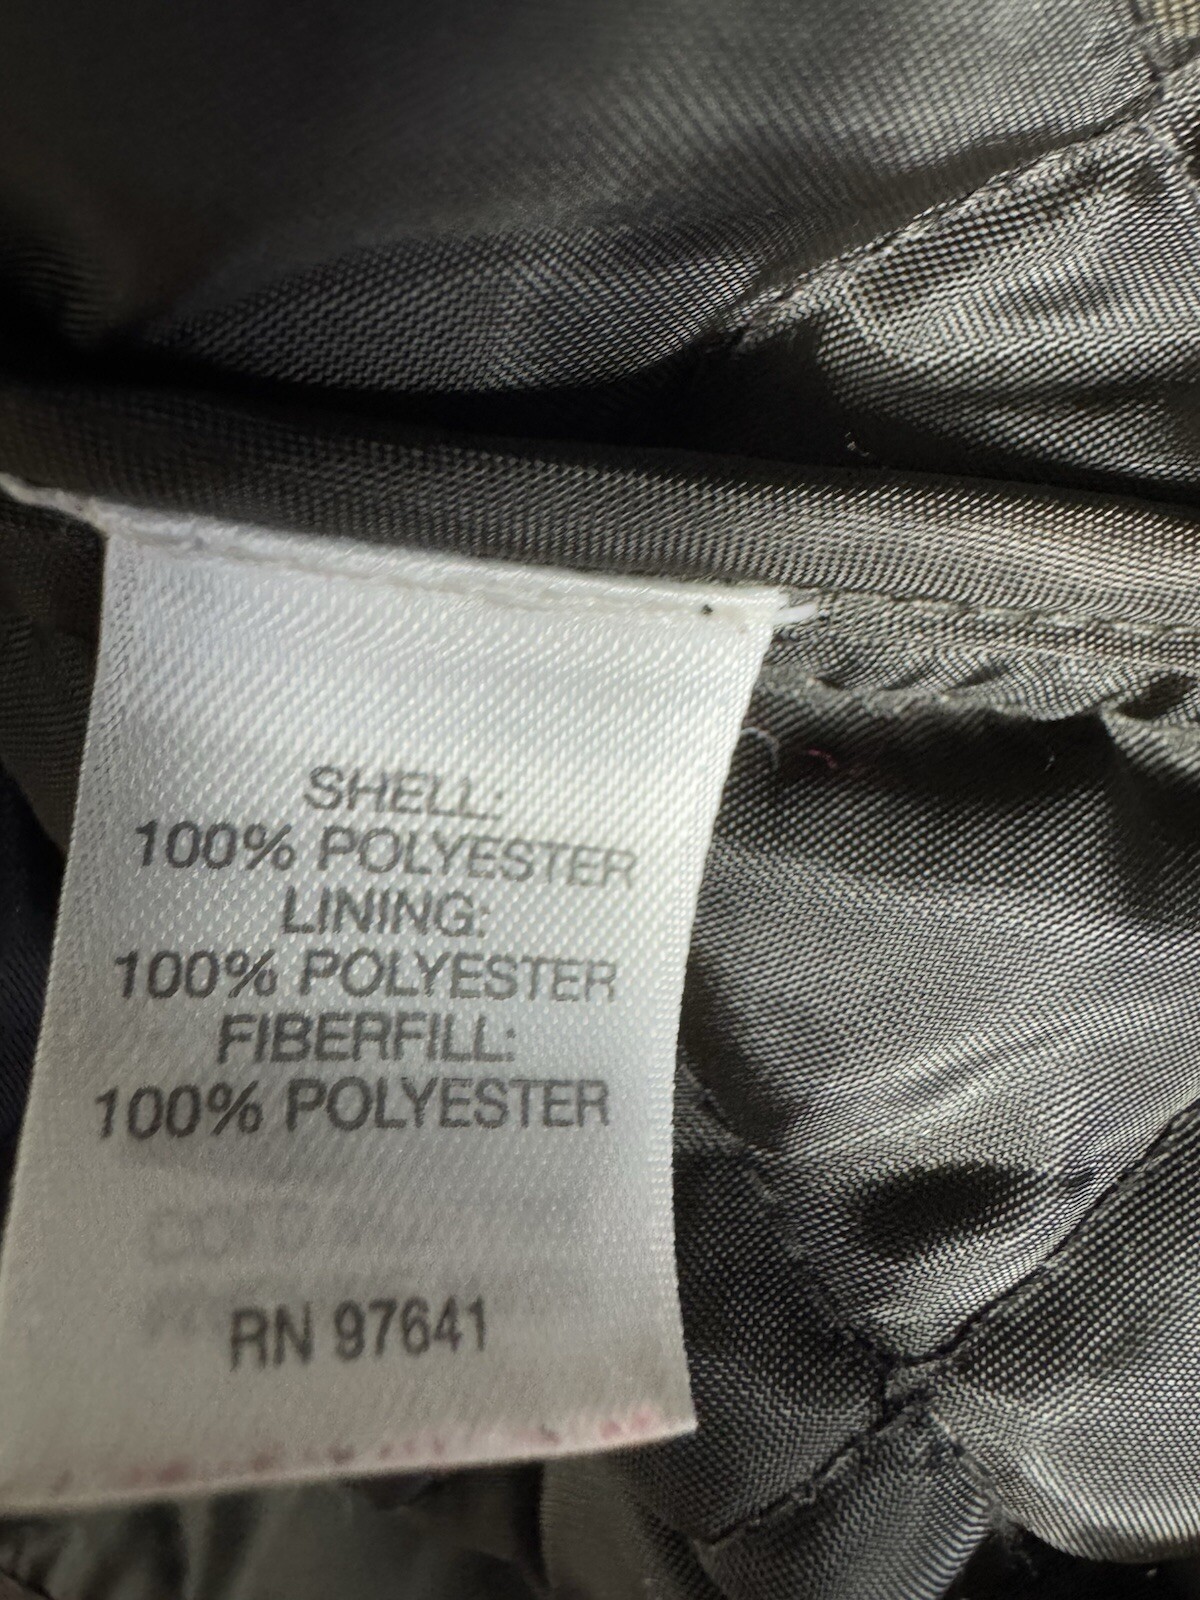 SHELL:
100% POLYESTER
LINING:
100% POLYESTER
FIBERFILL:
100% POLYESTER
RN 97641